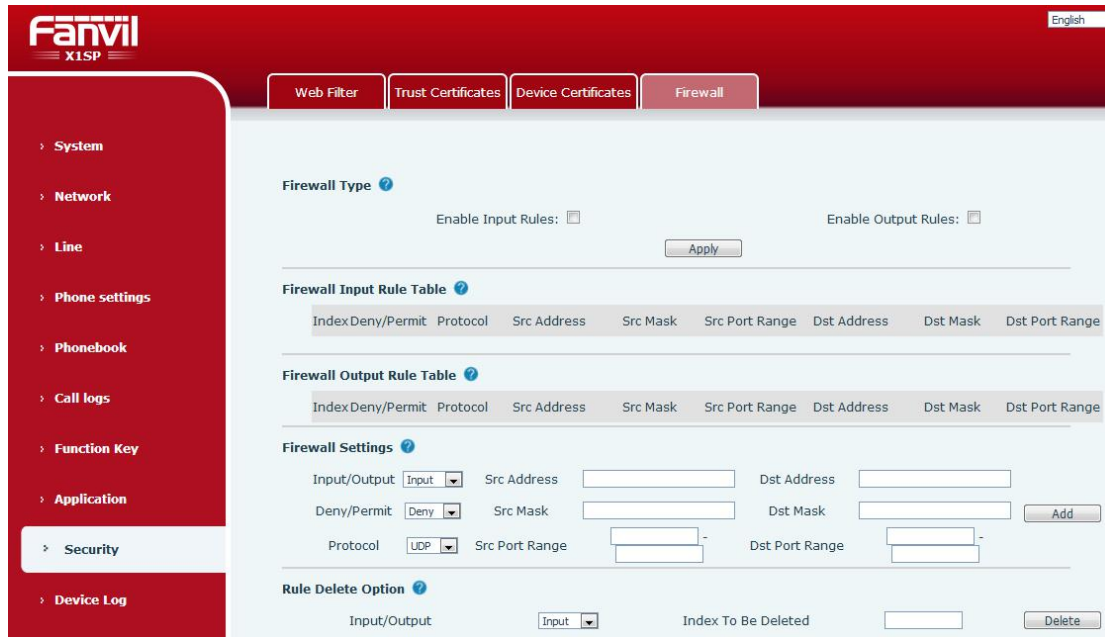 Fanvil
X1SP
English
Web Filter
Trust Certificates
Device Certificates
Firewall
› System
› Network
› Line
› Phone settings
› Phonebook
› Call logs
› Function Key
› Application
› Security
› Device Log
Firewall Type ?
Enable Input Rules:
Enable Output Rules:
Apply
Firewall Input Rule Table ?
Index Deny/Permit Protocol Src Address Src Mask Src Port Range Dst Address Dst Mask Dst Port Range
Firewall Output Rule Table ?
Index Deny/Permit Protocol Src Address Src Mask Src Port Range Dst Address Dst Mask Dst Port Range
Firewall Settings ?
Input/Output Input Src Address Dst Address
Deny/Permit Deny Src Mask Dst Mask Add
Protocol UDP Src Port Range - Dst Port Range -
Rule Delete Option ?
Input/Output Input Index To Be Deleted Delete